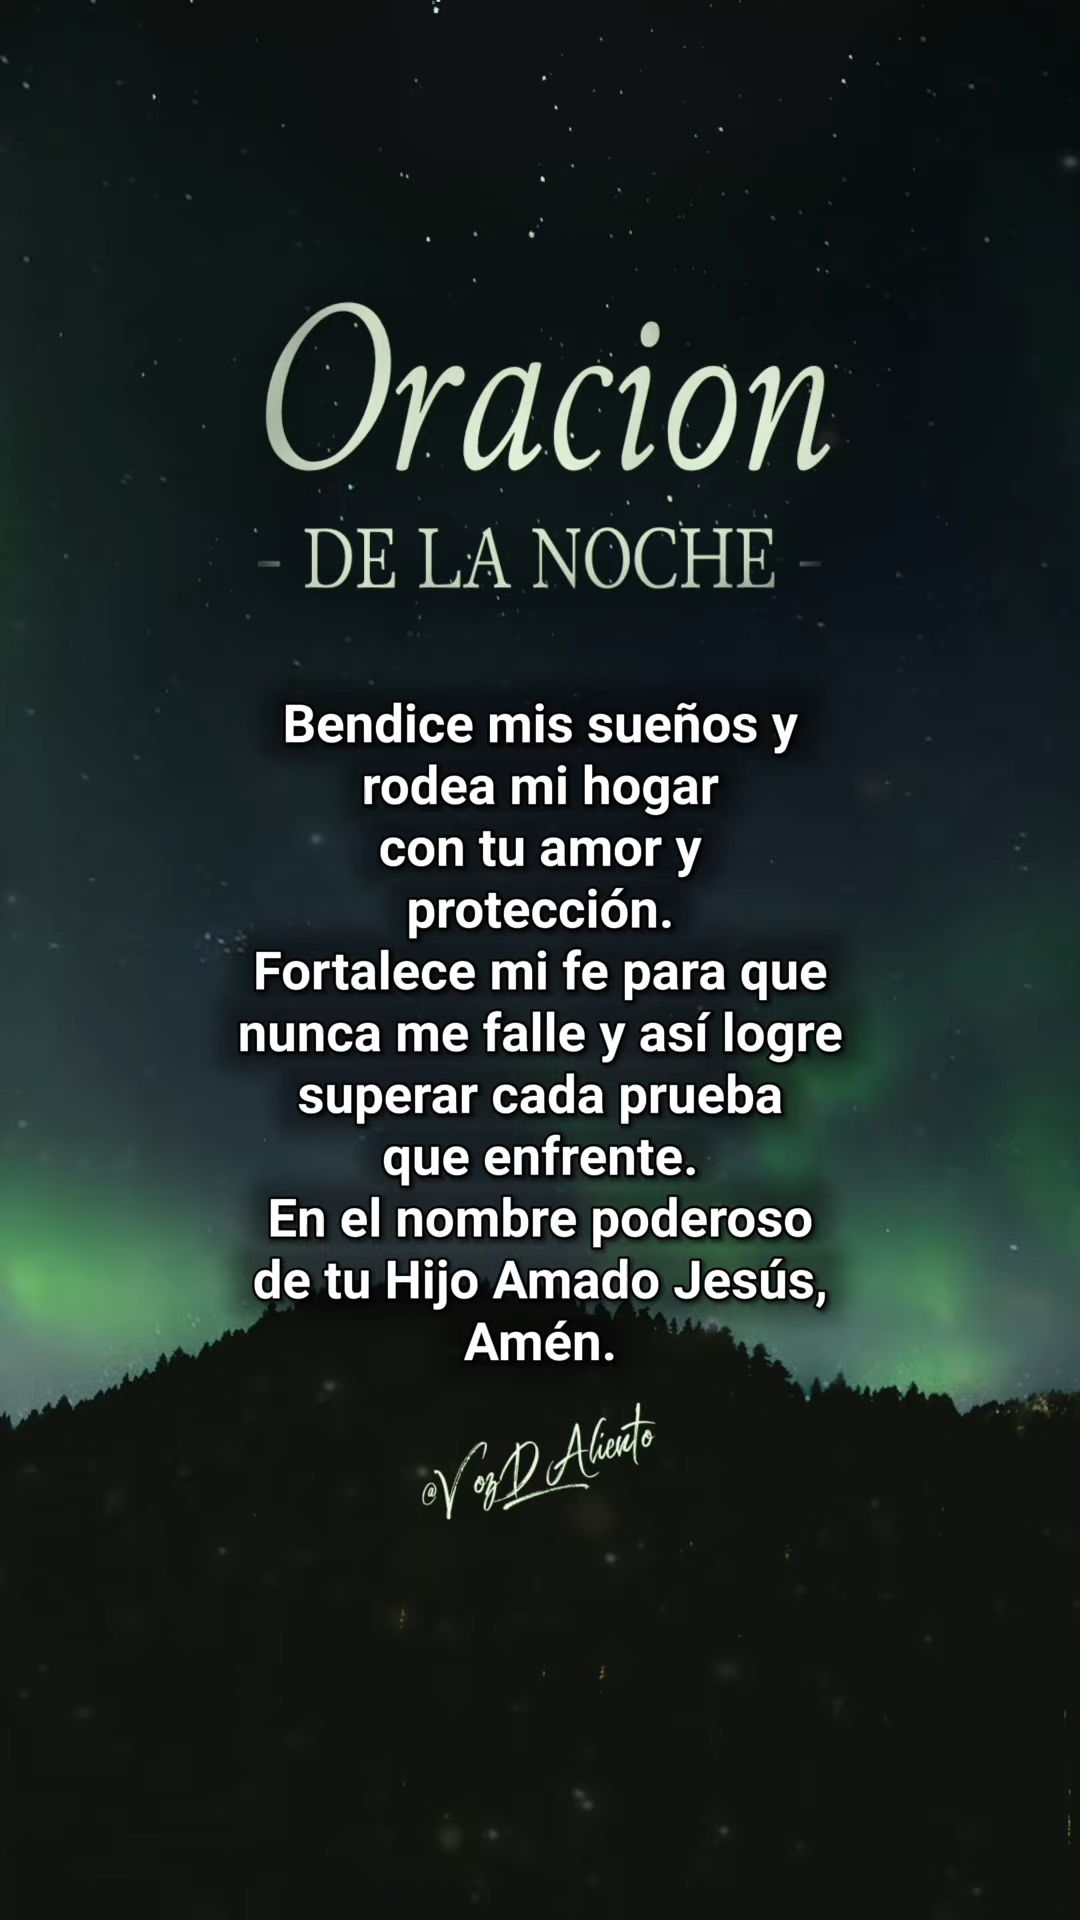 Oracion
- DE LA NOCHE -
Bendice mis sueños y
rodea mi hogar
con tu amor y
protección.
Fortalece mi fe para que
nunca me falle y así logre
superar cada prueba
que enfrente.
En el nombre poderoso
de tu Hijo Amado Jesús,
Amén.
@VozDAliento